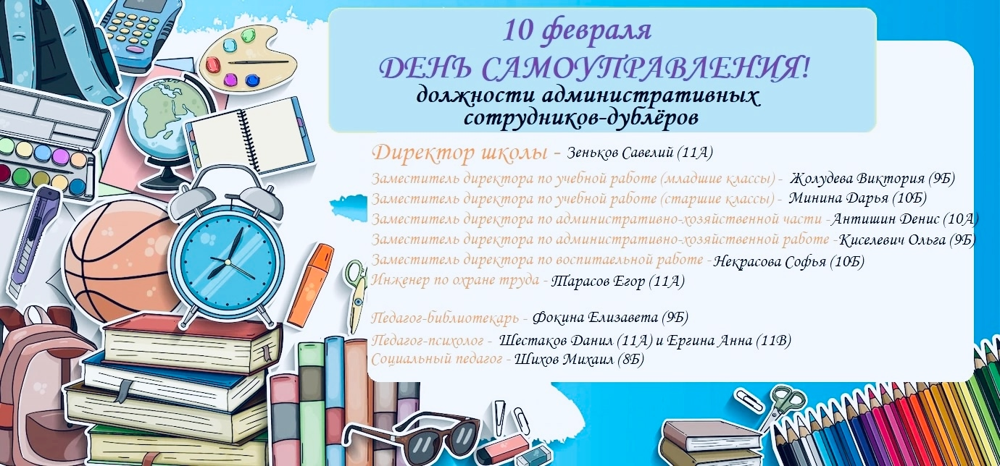 10 февраля
ДЕНЬ САМОУПРАВЛЕНИЯ!
должности административных
сотрудников-дублёров
Директор школы - Зеньков Савелий (11А)
Заместитель директора по учебной работе (младшие классы) - Жолудева Виктория (9Б)
Заместитель директора по учебной работе (старшие классы) - Минина Дарья (10Б)
Заместитель директора по административно-хозяйственной части -Антишин Денис (10А)
Заместитель директора по административно-хозяйственной работе -Киселевич Ольга (9Б)
Заместитель директора по воспитаельной работе -Некрасова Софья (10Б)
Инженер по охране труда - Тарасов Егор (11А)
Педагог-библиотекарь - Фокина Елизавета (9Б)
Педагог-психолог - Шестаков Данил (11А) и Ергина Анна (11В)
Социальный педагог - Шихов Михаил (8Б)